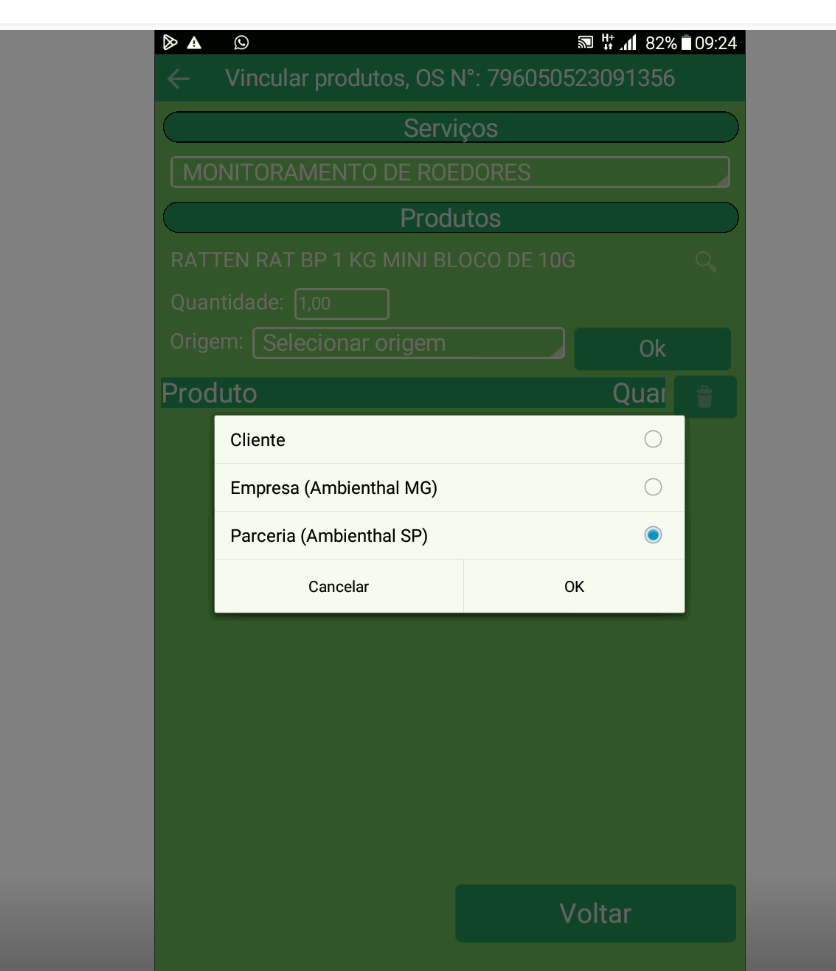 82% 09:24
Vincular produtos, OS N°: 796050523091356
Serviços
MONITORAMENTO DE ROEDORES
Produtos
RATTEN RAT BP 1 KG MINI BLOCO DE 10G
Quantidade: 1,00
Origem: Selecionar origem Ok
Produto Quar
Cliente
Empresa (Ambienthal MG)
Parceria (Ambienthal SP)
Cancelar OK
Voltar